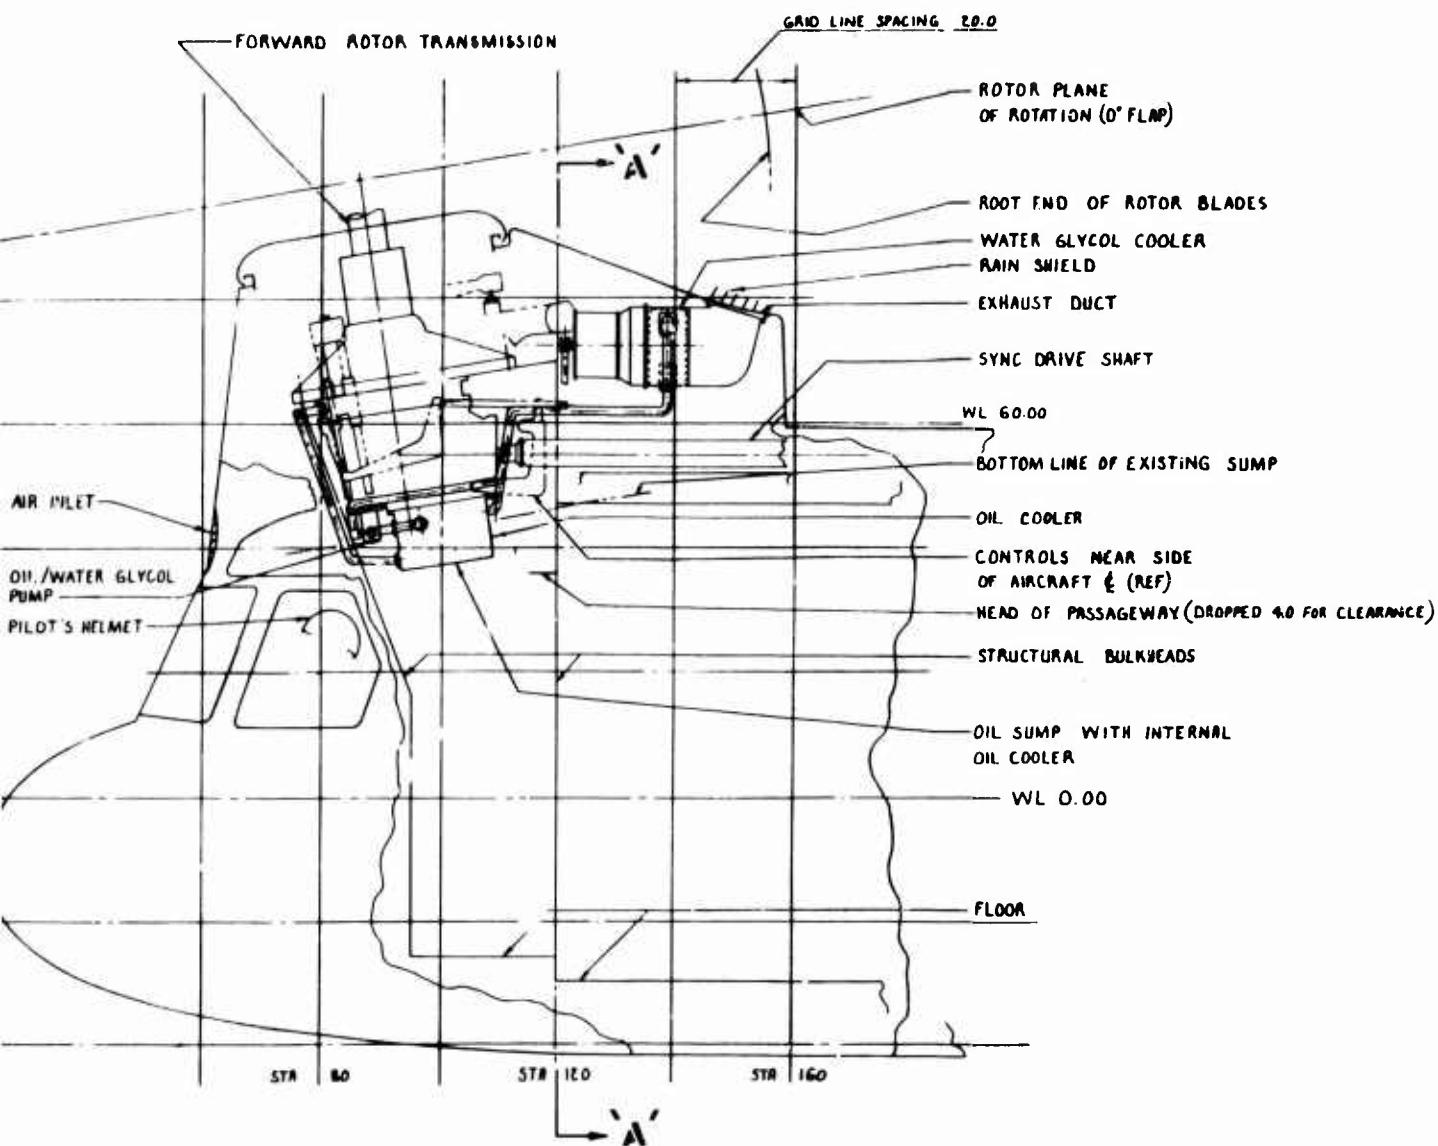 GRID LINE SPACING 20.0
FORWARD ROTOR TRANSMISSION
ROTOR PLANE
OF ROTATION (0° FLAP)
'A'
ROOT END OF ROTOR BLADES
WATER GLYCOL COOLER
RAIN SHIELD
EXHAUST DUCT
SYNC DRIVE SHAFT
WL 60.00
BOTTOM LINE OF EXISTING SUMP
AIR INLET
OIL COOLER
CONTROLS NEAR SIDE
OF AIRCRAFT ℄ (REF)
OIL/WATER GLYCOL
PUMP
HEAD OF PASSAGEWAY (DROPPED 4.0 FOR CLEARANCE)
PILOT'S HELMET
STRUCTURAL BULKHEADS
OIL SUMP WITH INTERNAL
OIL COOLER
WL 0.00
FLOOR
STA 80
STA 120
STA 160
'A'